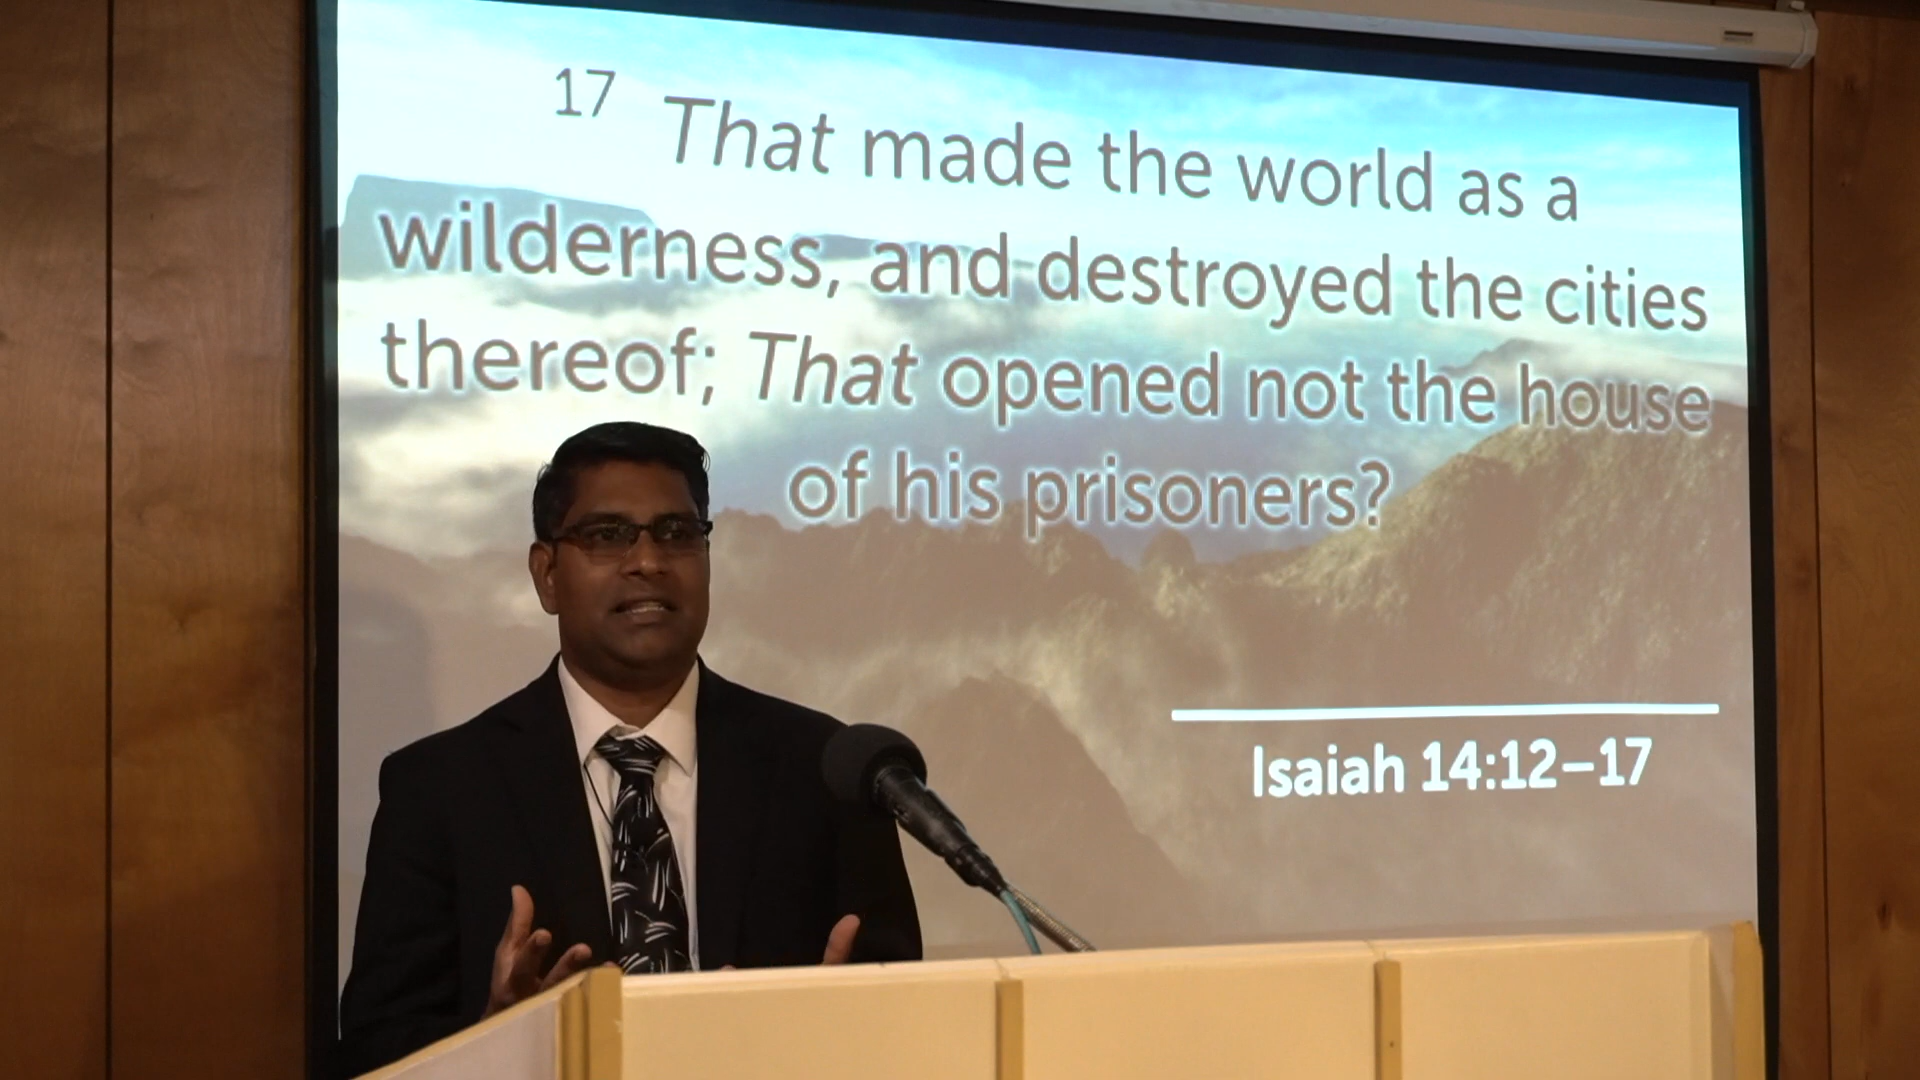 17 That made the world as a
wilderness, and destroyed the cities
thereof; That opened not the house
of his prisoners?
Isaiah 14:12–17